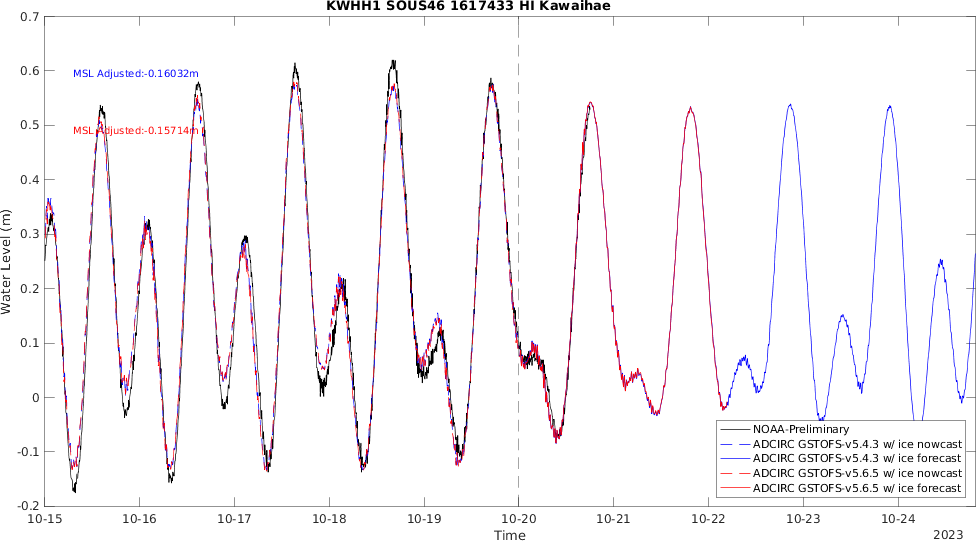 KWHH1 SOUS46 1617433 HI Kawaihae
0.7
0.6
0.5
0.4
0.3
0.2
0.1
0
-0.1
-0.2
Water Level (m)
MSL Adjusted:-0.16032m
MSL Adjusted:-0.15714m
NOAA-Preliminary
ADCIRC GSTOFS-v5.4.3 w/ ice nowcast
ADCIRC GSTOFS-v5.4.3 w/ ice forecast
ADCIRC GSTOFS-v5.6.5 w/ ice nowcast
ADCIRC GSTOFS-v5.6.5 w/ ice forecast
10-15 10-16 10-17 10-18 10-19 10-20 10-21 10-22 10-23 10-24
Time
2023